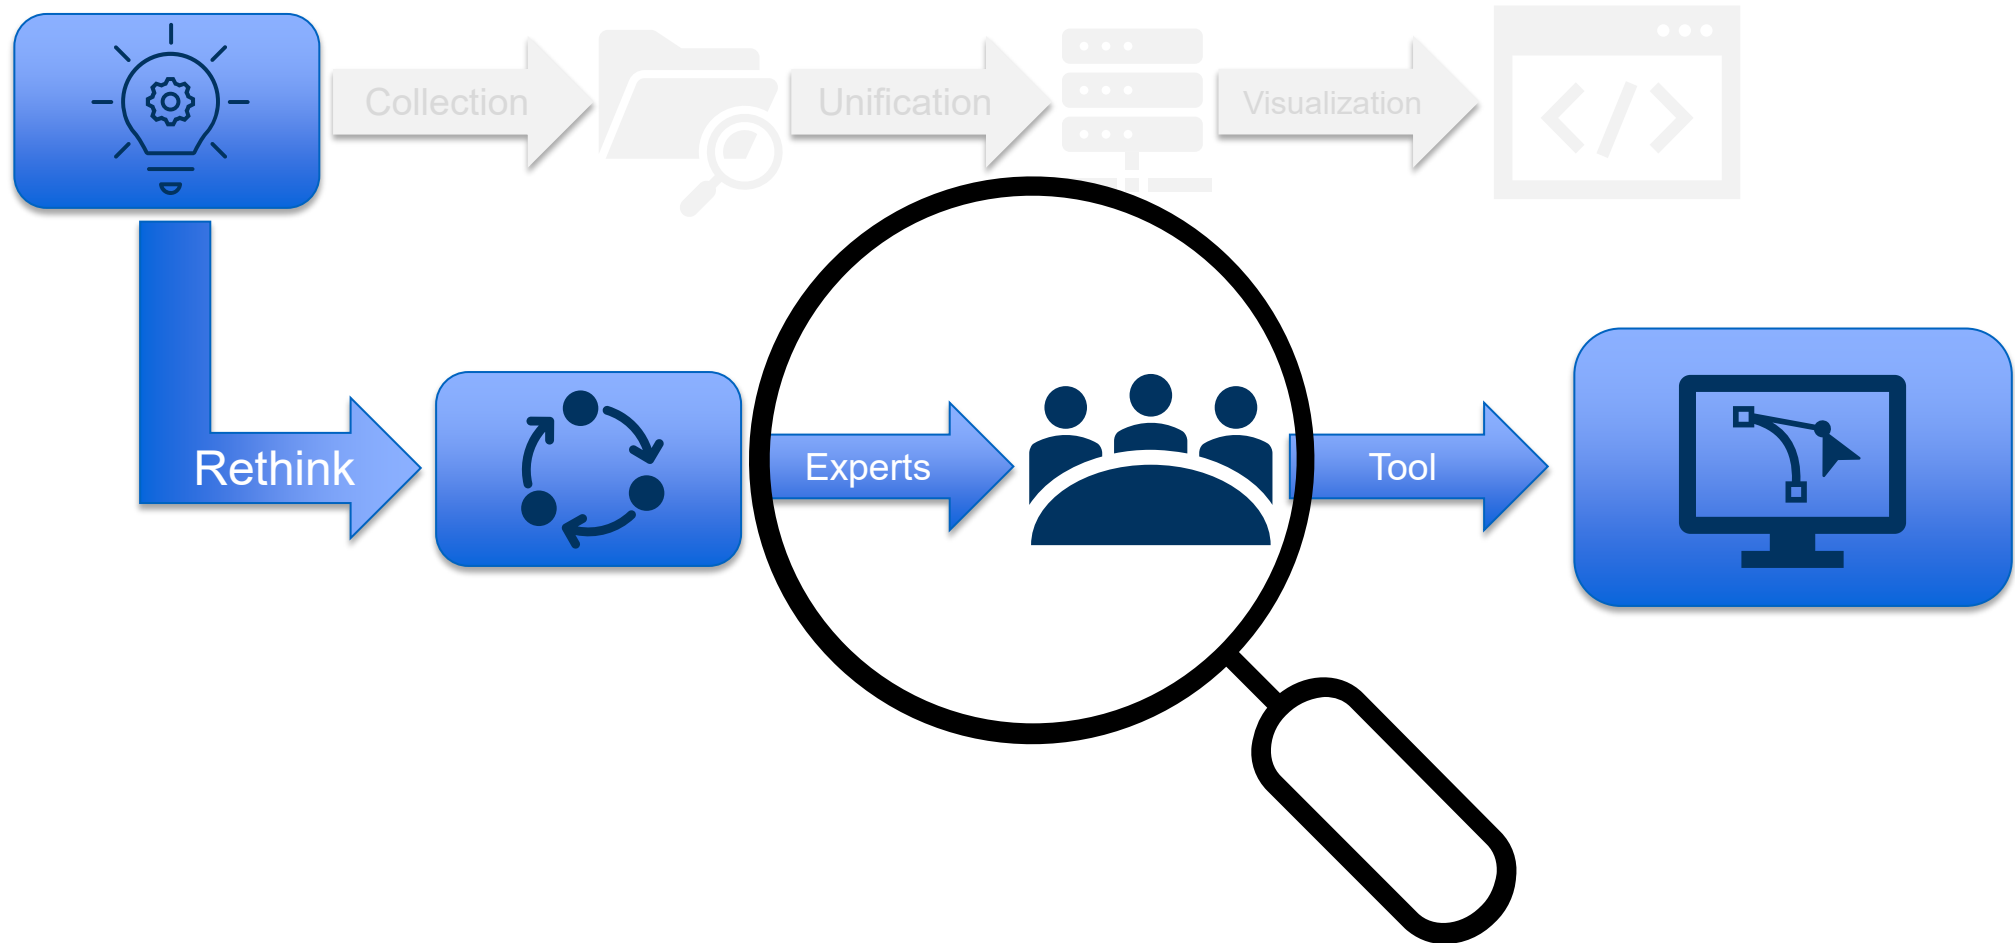 Collection
Unification
Visualization
Rethink
Experts
Tool